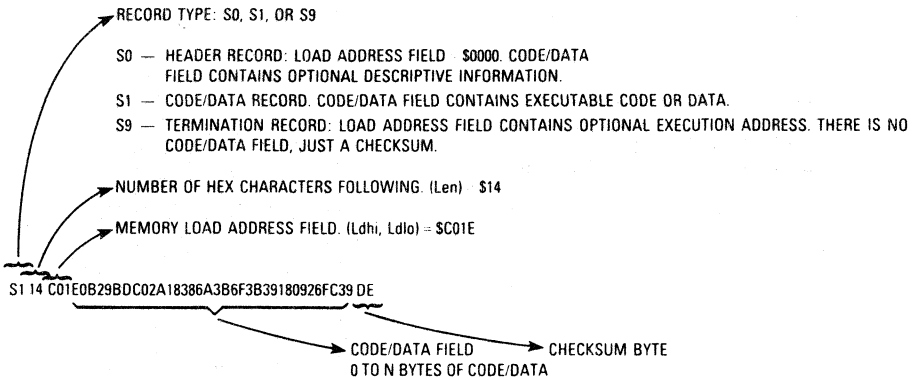 RECORD TYPE: S0, S1, OR S9
S0 — HEADER RECORD: LOAD ADDRESS FIELD $0000. CODE/DATA
FIELD CONTAINS OPTIONAL DESCRIPTIVE INFORMATION.
S1 — CODE/DATA RECORD. CODE/DATA FIELD CONTAINS EXECUTABLE CODE OR DATA.
S9 — TERMINATION RECORD: LOAD ADDRESS FIELD CONTAINS OPTIONAL EXECUTION ADDRESS. THERE IS NO
CODE/DATA FIELD, JUST A CHECKSUM.
NUMBER OF HEX CHARACTERS FOLLOWING. (Len) $14
MEMORY LOAD ADDRESS FIELD. (Ldhi, Ldlo) = $C01E
S1 14 C01E0B29BDC02A18386A3B6F3B39180926FC39 DE
CODE/DATA FIELD
0 TO N BYTES OF CODE/DATA
CHECKSUM BYTE